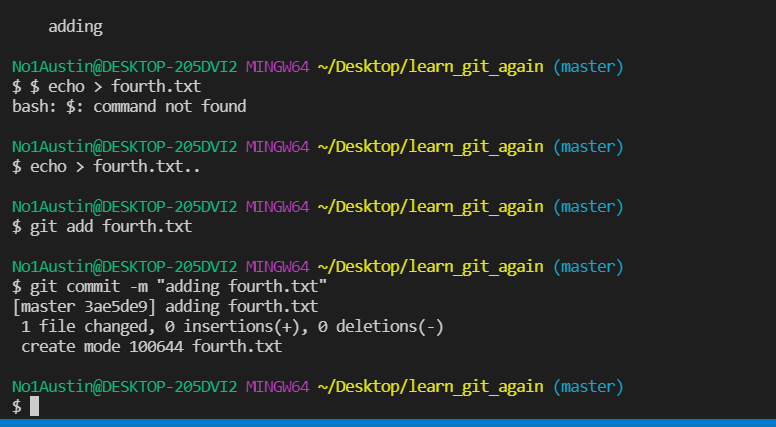 adding
No1Austin@DESKTOP-205DVI2 MINGW64 ~/Desktop/learn_git_again (master)
$ $ echo > fourth.txt
bash: $: command not found
No1Austin@DESKTOP-205DVI2 MINGW64 ~/Desktop/learn_git_again (master)
$ echo > fourth.txt..
No1Austin@DESKTOP-205DVI2 MINGW64 ~/Desktop/learn_git_again (master)
$ git add fourth.txt
No1Austin@DESKTOP-205DVI2 MINGW64 ~/Desktop/learn_git_again (master)
$ git commit -m "adding fourth.txt"
[master 3ae5de9] adding fourth.txt
1 file changed, 0 insertions(+), 0 deletions(-)
create mode 100644 fourth.txt
No1Austin@DESKTOP-205DVI2 MINGW64 ~/Desktop/learn_git_again (master)
$